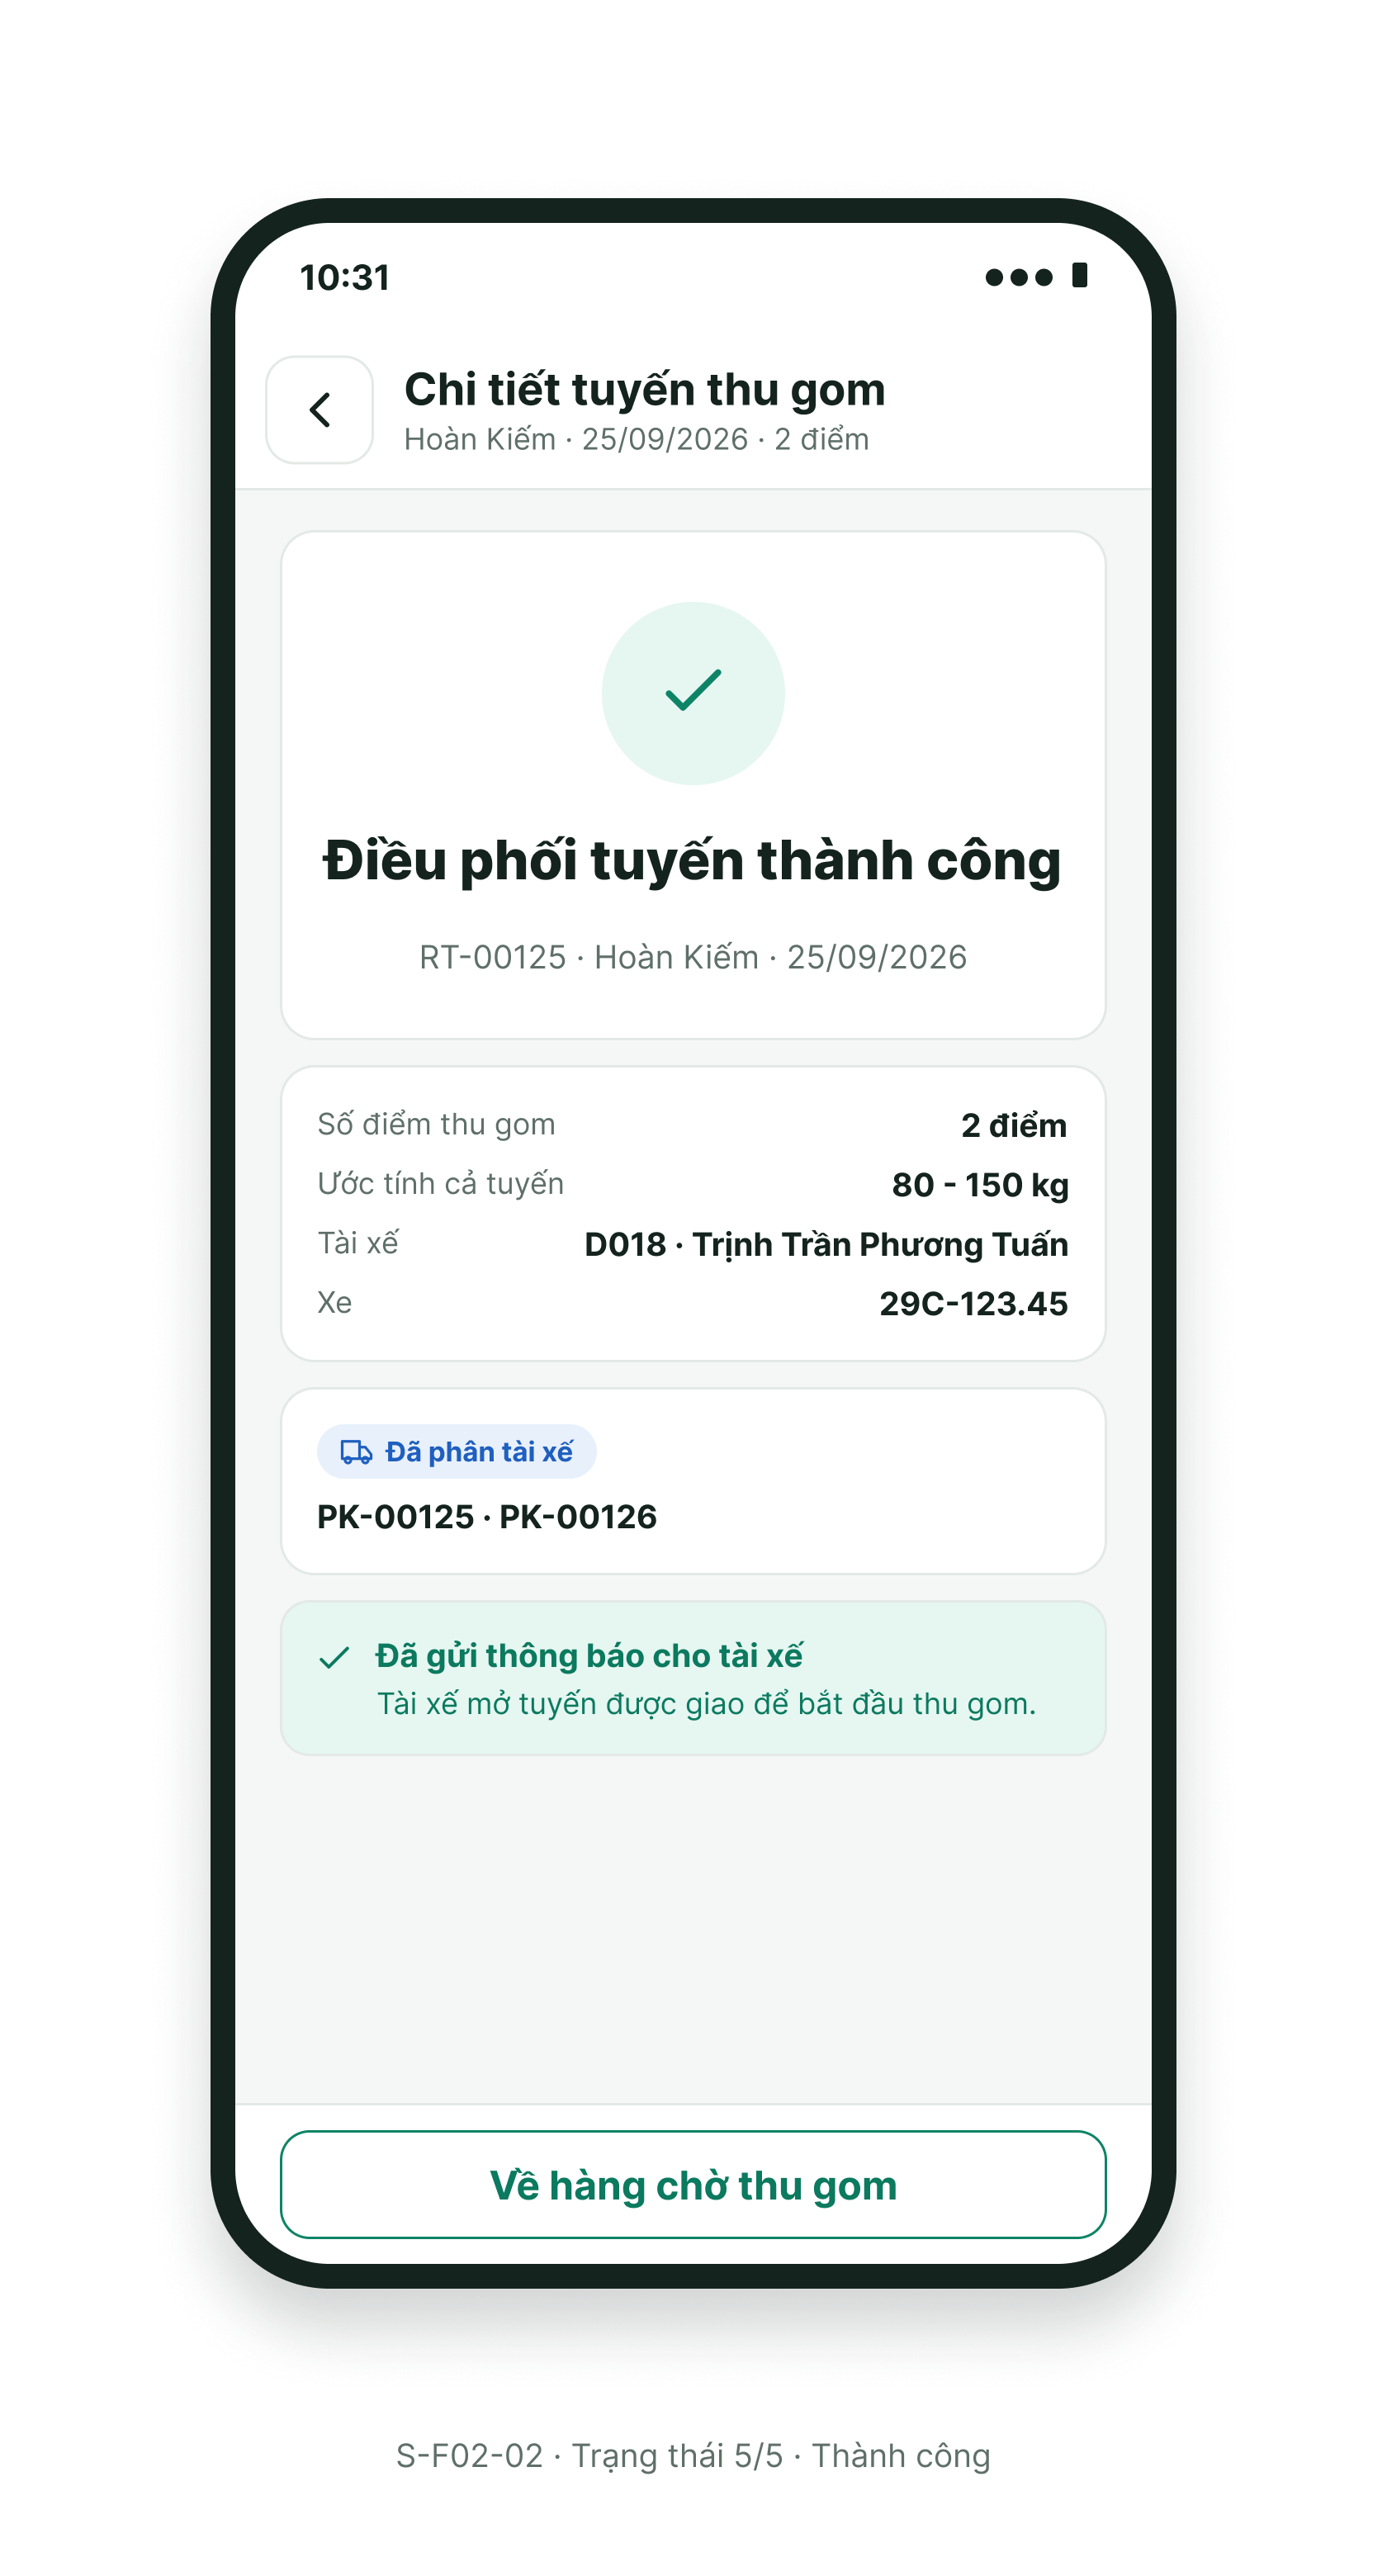 10:31
Chi tiết tuyến thu gom
Hoàn Kiếm · 25/09/2026 · 2 điểm
Điều phối tuyến thành công
RT-00125 · Hoàn Kiếm · 25/09/2026
Số điểm thu gom 2 điểm
Ước tính cả tuyến 80 - 150 kg
Tài xế D018 · Trịnh Trần Phương Tuấn
Xe 29C-123.45
Đã phân tài xế
PK-00125 · PK-00126
Đã gửi thông báo cho tài xế
Tài xế mở tuyến được giao để bắt đầu thu gom.
Về hàng chờ thu gom
S-F02-02 · Trạng thái 5/5 · Thành công